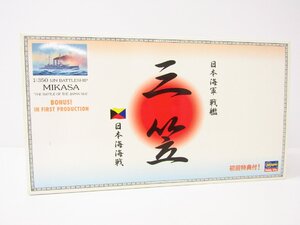 1:350 IJN BATTLESHIP
MIKASA
"THE BATTLE OF THE JAPAN SEA"
BONUS!
IN FIRST PRODUCTION
日本海軍 戦艦
三笠
日本海海戦
初回特典付!
Hasegawa